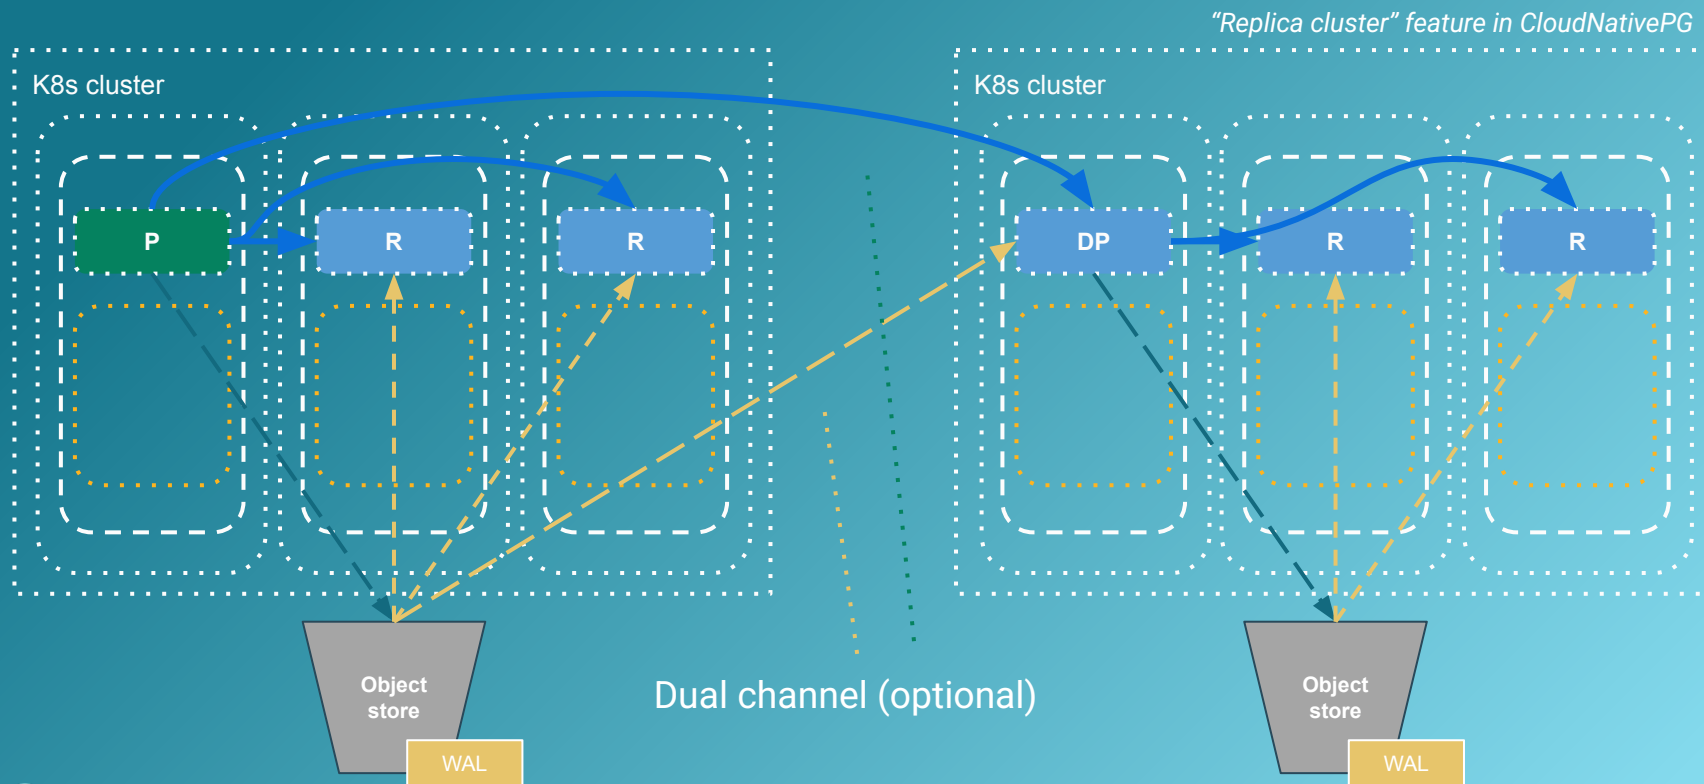 “Replica cluster” feature in CloudNativePG
K8s cluster
K8s cluster
P
R
R
DP
R
R
Object
store
Object
store
Dual channel (optional)
WAL
WAL